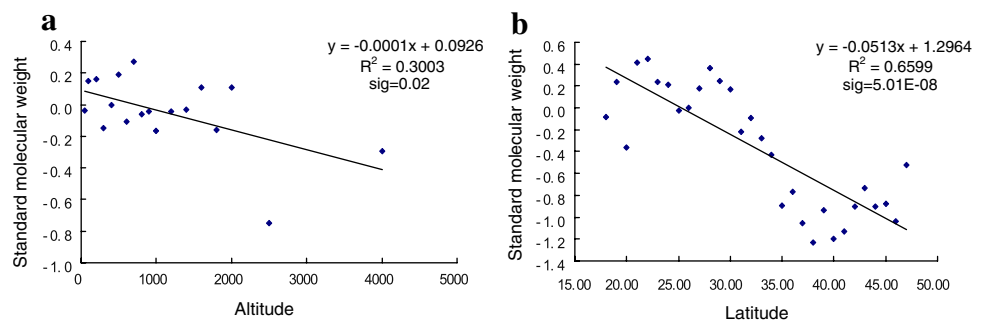 a
y = -0.0001x + 0.0926
R² = 0.3003
sig=0.02
Standard molecular weight
0.4
0.2
0.0
-0.2
-0.4
-0.6
-0.8
-1.0
0 1000 2000 3000 4000 5000
Altitude
b
y = -0.0513x + 1.2964
R² = 0.6599
sig=5.01E-08
Standard molecular weight
0.6
0.4
0.2
0.0
-0.2
-0.4
-0.6
-0.8
-1.0
-1.2
-1.4
15.00 20.00 25.00 30.00 35.00 40.00 45.00 50.00
Latitude